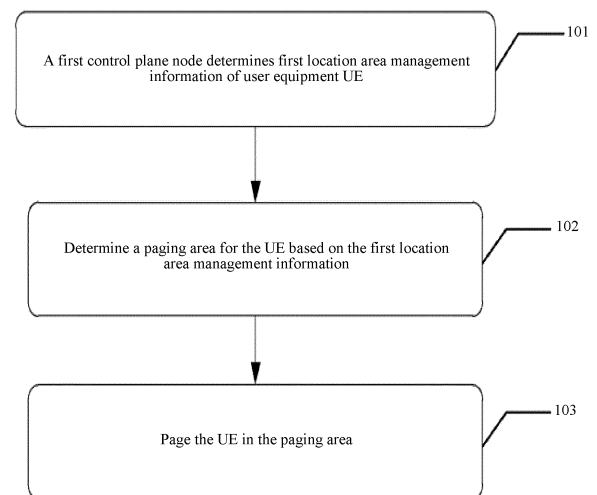 101
A first control plane node determines first location area management
information of user equipment UE
102
Determine a paging area for the UE based on the first location
area management information
103
Page the UE in the paging area